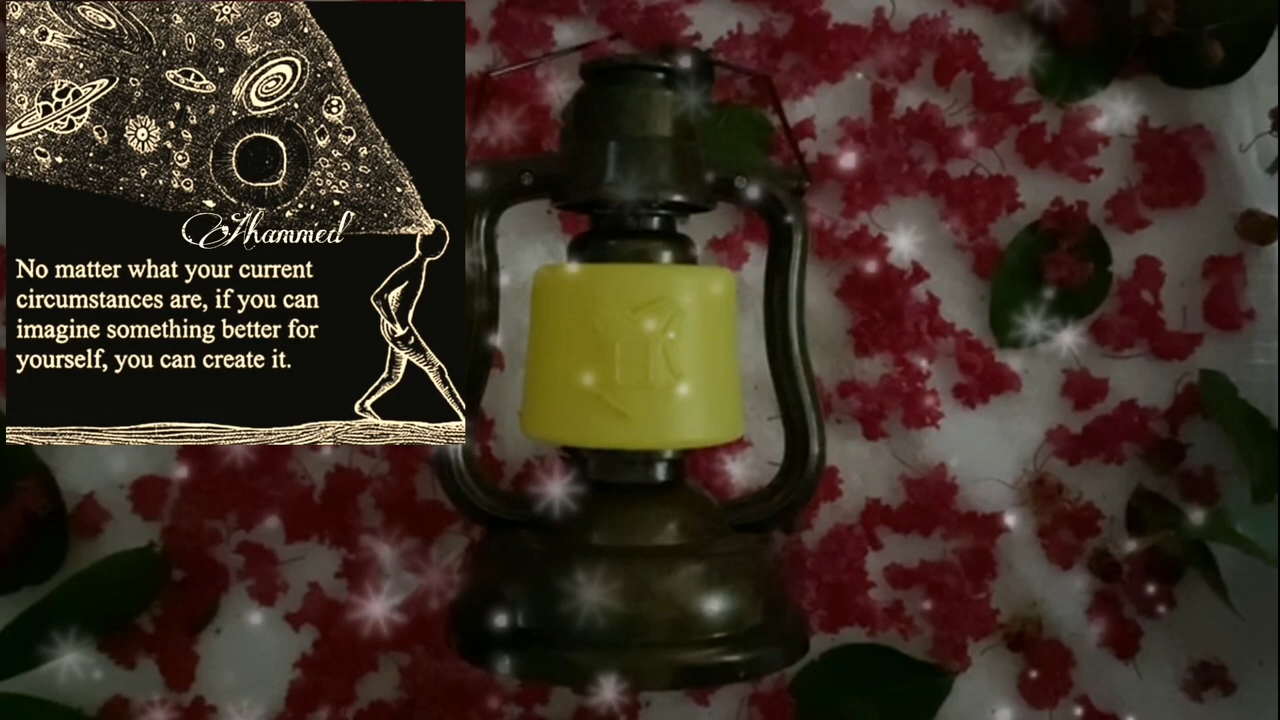 Ahammed
No matter what your current
circumstances are, if you can
imagine something better for
yourself, you can create it.